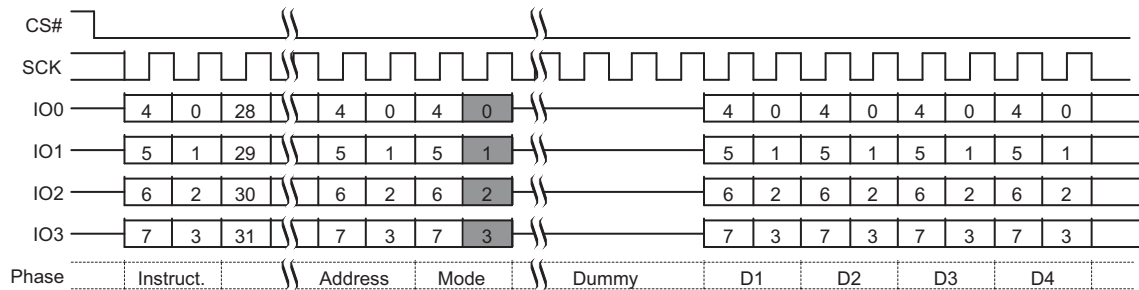 CS#
SCK
IO0 4 0 28 4 0 4 0 4 0 4 0 4 0 4 0
IO1 5 1 29 5 1 5 1 5 1 5 1 5 1 5 1
IO2 6 2 30 6 2 6 2 6 2 6 2 6 2 6 2
IO3 7 3 31 7 3 7 3 7 3 7 3 7 3 7 3
Phase Instruct. Address Mode Dummy D1 D2 D3 D4